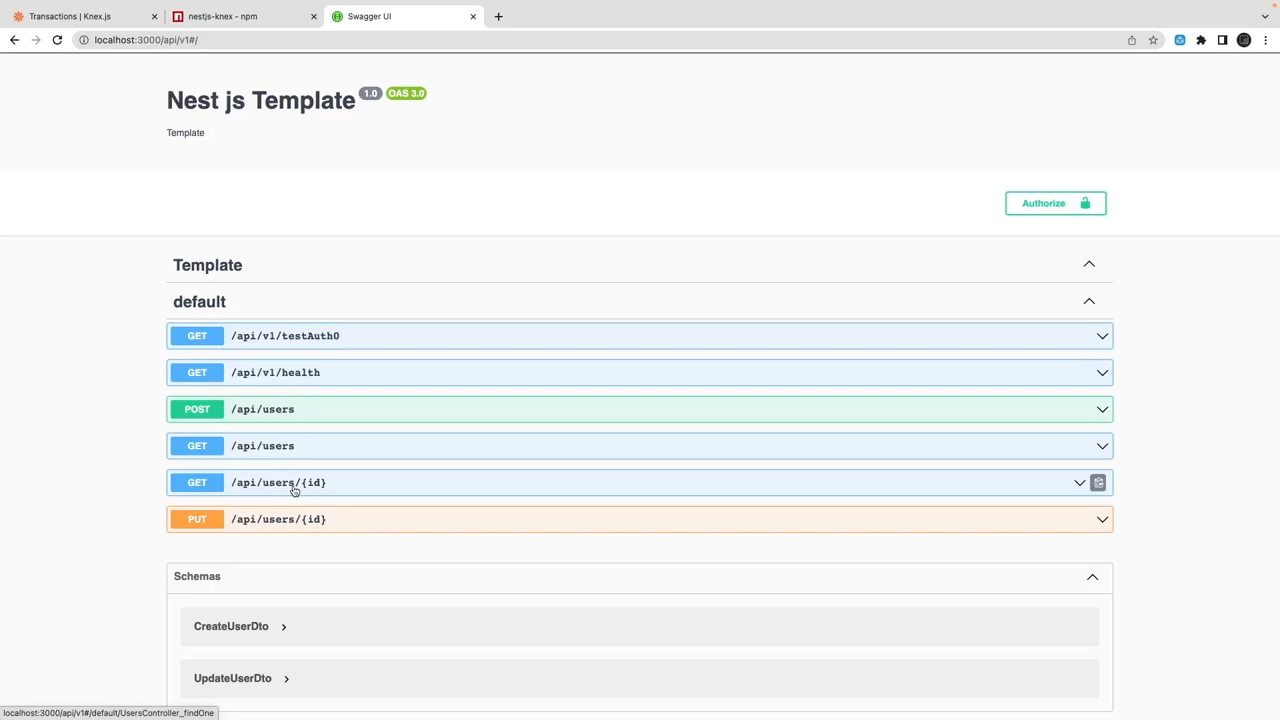 Transactions | Knex.js
nestjs-knex - npm
Swagger UI
localhost:3000/api/v1#/
Nest js Template 1.0 OAS 3.0
Template
Authorize
Template
default
GET /api/v1/testAuth0
GET /api/v1/health
POST /api/users
GET /api/users
GET /api/users/{id}
PUT /api/users/{id}
Schemas
CreateUserDto
UpdateUserDto
localhost:3000/api/v1#/default/UsersController_findOne